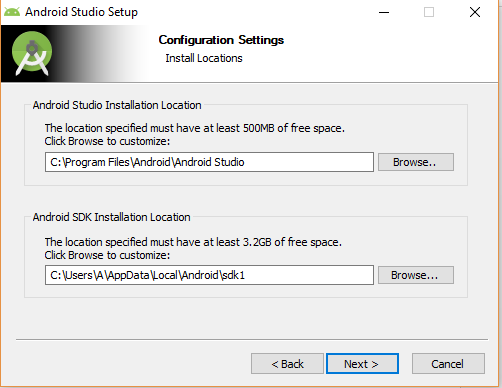 Android Studio Setup
Configuration Settings
Install Locations
Android Studio Installation Location
The location specified must have at least 500MB of free space.
Click Browse to customize:
C:\Program Files\Android\Android Studio
Browse..
Android SDK Installation Location
The location specified must have at least 3.2GB of free space.
Click Browse to customize:
C:\Users\A\AppData\Local\Android\sdk1
Browse...
< Back
Next >
Cancel